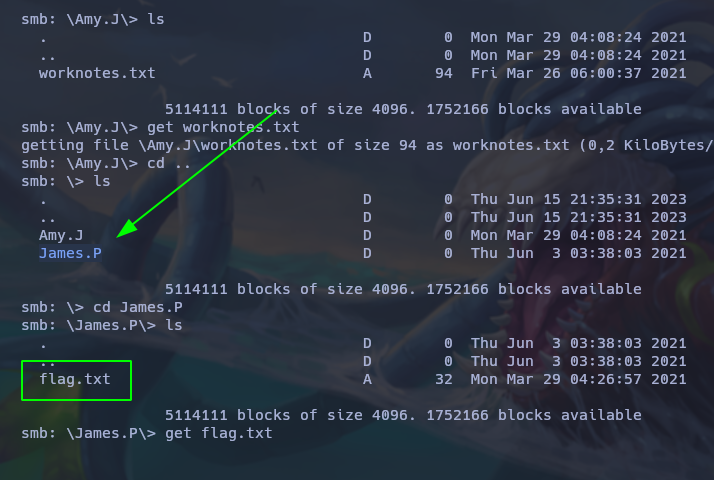 smb: \Amy.J\> ls
. D 0 Mon Mar 29 04:08:24 2021
.. D 0 Mon Mar 29 04:08:24 2021
worknotes.txt A 94 Fri Mar 26 06:00:37 2021
5114111 blocks of size 4096. 1752166 blocks available
smb: \Amy.J\> get worknotes.txt
getting file \Amy.J\worknotes.txt of size 94 as worknotes.txt (0,2 KiloBytes/
smb: \Amy.J\> cd ..
smb: \> ls
. D 0 Thu Jun 15 21:35:31 2023
.. D 0 Thu Jun 15 21:35:31 2023
Amy.J D 0 Mon Mar 29 04:08:24 2021
James.P D 0 Thu Jun 3 03:38:03 2021
5114111 blocks of size 4096. 1752166 blocks available
smb: \> cd James.P
smb: \James.P\> ls
. D 0 Thu Jun 3 03:38:03 2021
.. D 0 Thu Jun 3 03:38:03 2021
flag.txt A 32 Mon Mar 29 04:26:57 2021
5114111 blocks of size 4096. 1752166 blocks available
smb: \James.P\> get flag.txt